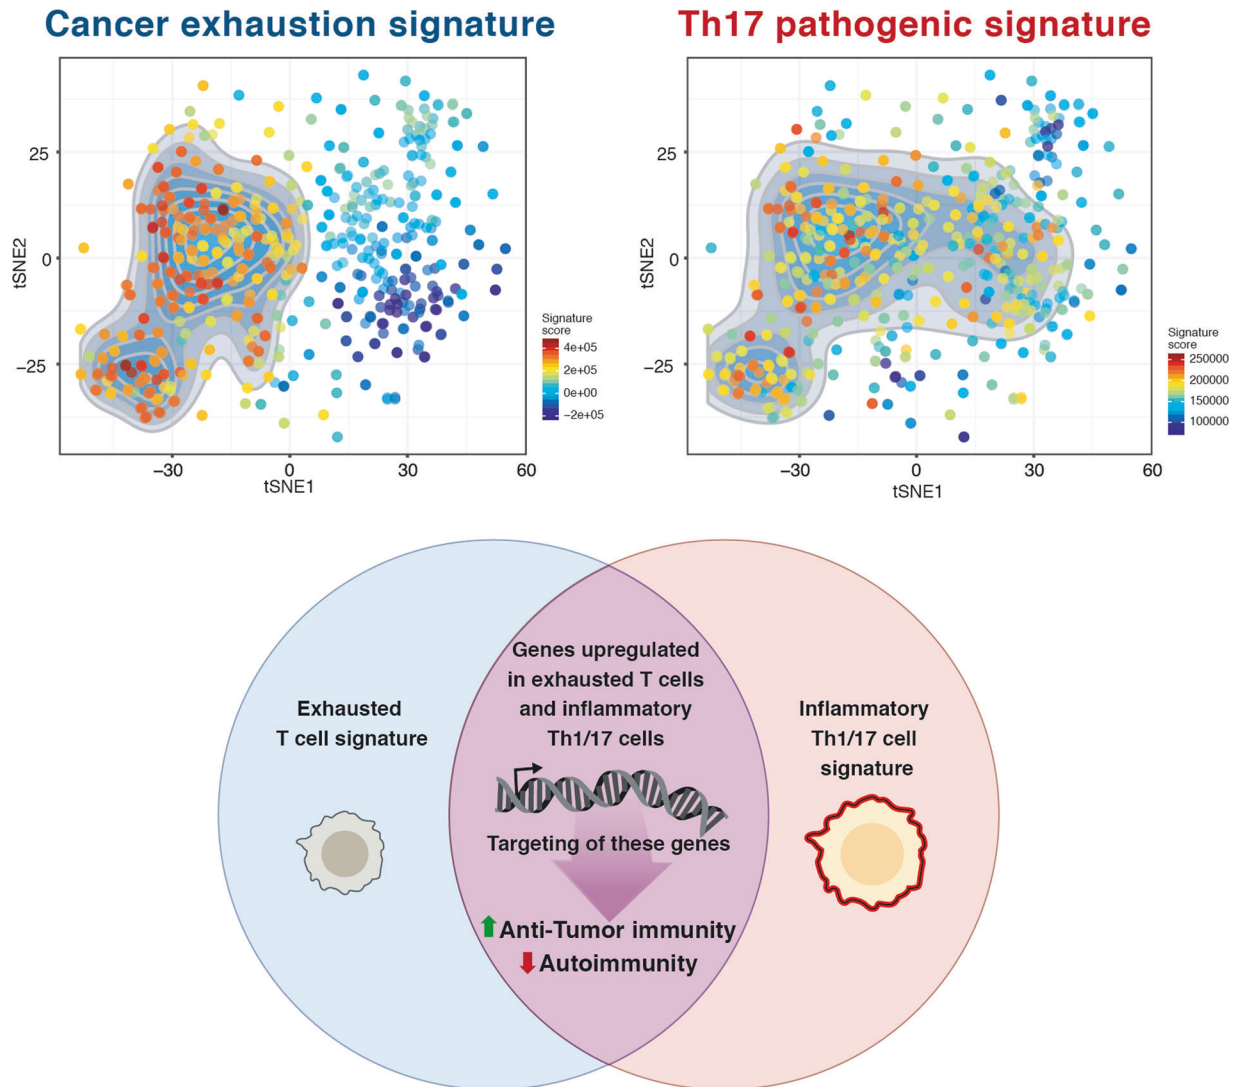 Cancer exhaustion signature
Th17 pathogenic signature
25
0
−25
tSNE2
−30
0
30
60
tSNE1
Signature
score
4e+05
2e+05
0e+00
−2e+05
25
0
−25
tSNE2
−30
0
30
60
tSNE1
Signature
score
250000
200000
150000
100000
Exhausted
T cell signature
Genes upregulated
in exhausted T cells
and inflammatory
Th1/17 cells
Targeting of these genes
Anti-Tumor immunity
Autoimmunity
Inflammatory
Th1/17 cell
signature